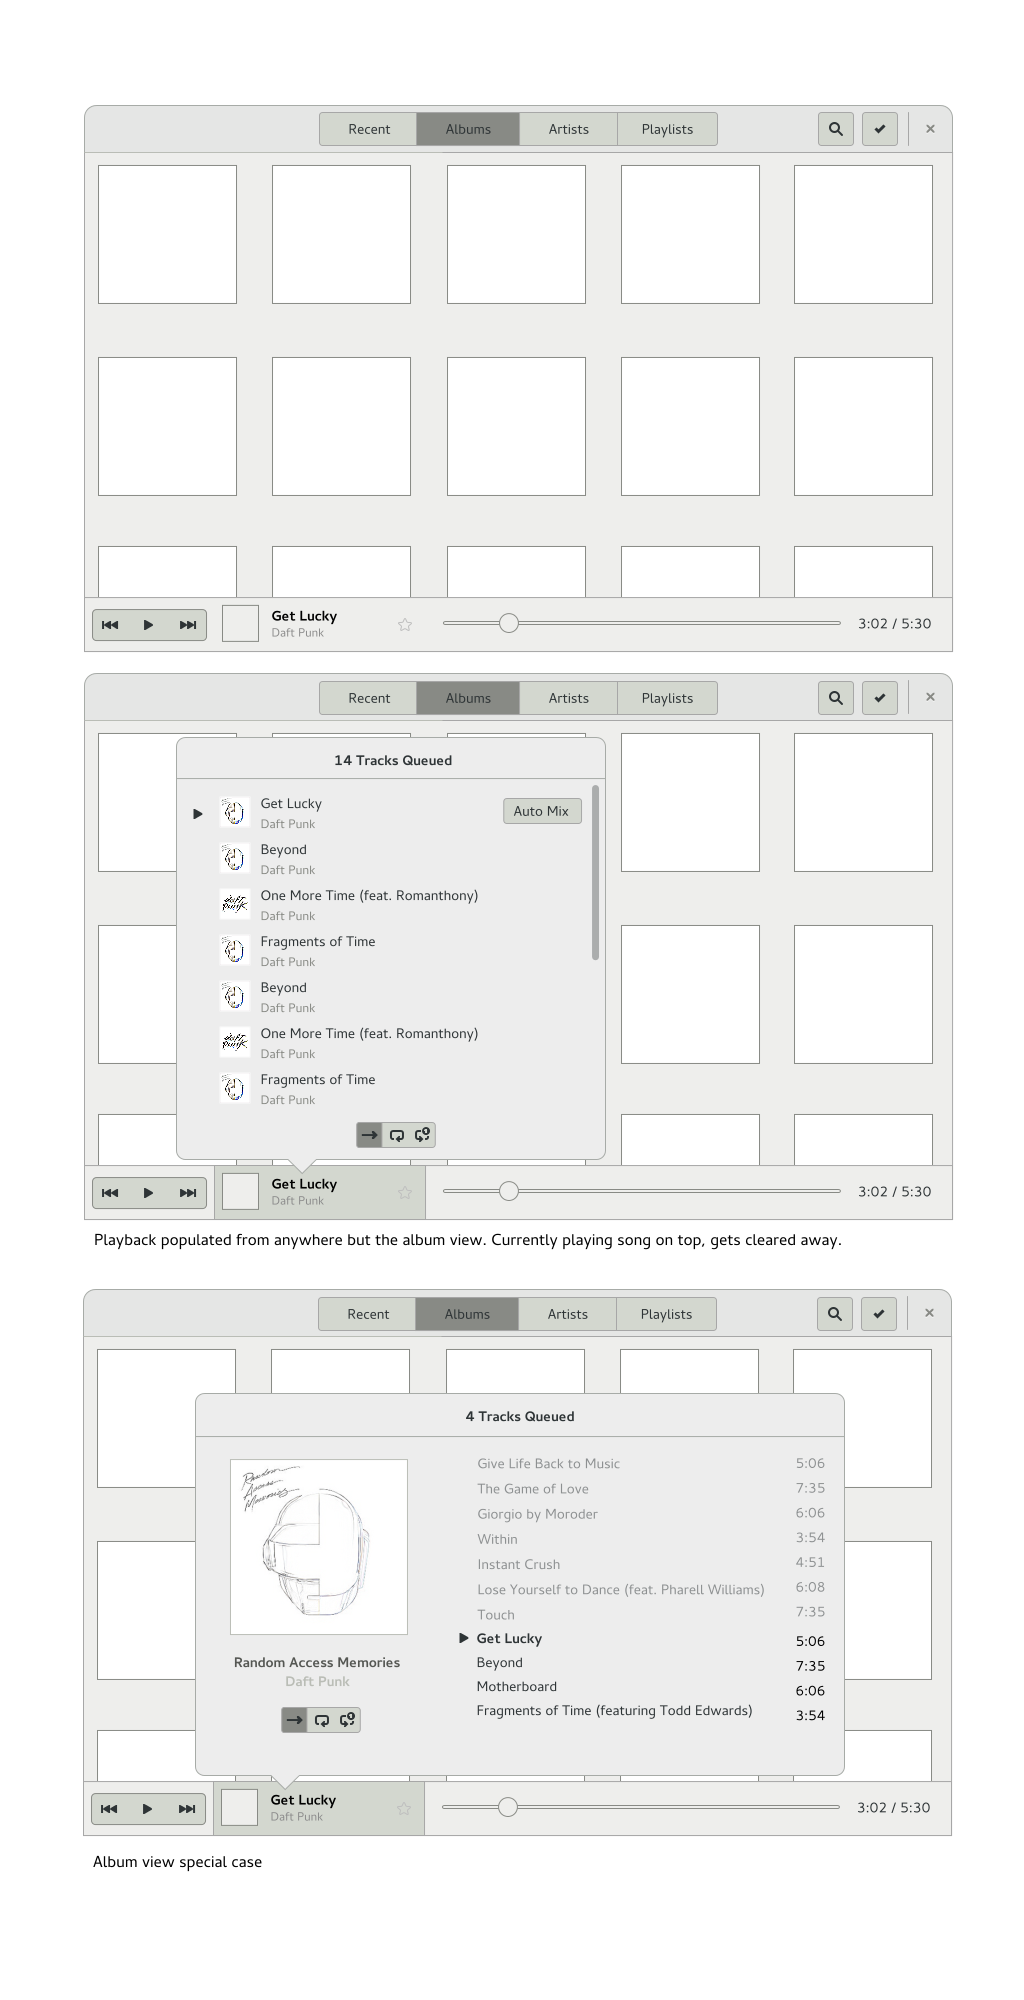 Recent Albums Artists Playlists
Get Lucky
Daft Punk
3:02 / 5:30
Recent Albums Artists Playlists
14 Tracks Queued
Get Lucky
Daft Punk
Auto Mix
Beyond
Daft Punk
One More Time (feat. Romanthony)
Daft Punk
Fragments of Time
Daft Punk
Beyond
Daft Punk
One More Time (feat. Romanthony)
Daft Punk
Fragments of Time
Daft Punk
Get Lucky
Daft Punk
3:02 / 5:30
Playback populated from anywhere but the album view. Currently playing song on top, gets cleared away.
Recent Albums Artists Playlists
4 Tracks Queued
Random
Access
Memories
Random Access Memories
Daft Punk
Give Life Back to Music 5:06
The Game of Love 7:35
Giorgio by Moroder 6:06
Within 3:54
Instant Crush 4:51
Lose Yourself to Dance (feat. Pharell Williams) 6:08
Touch 7:35
Get Lucky 5:06
Beyond 7:35
Motherboard 6:06
Fragments of Time (featuring Todd Edwards) 3:54
Get Lucky
Daft Punk
3:02 / 5:30
Album view special case